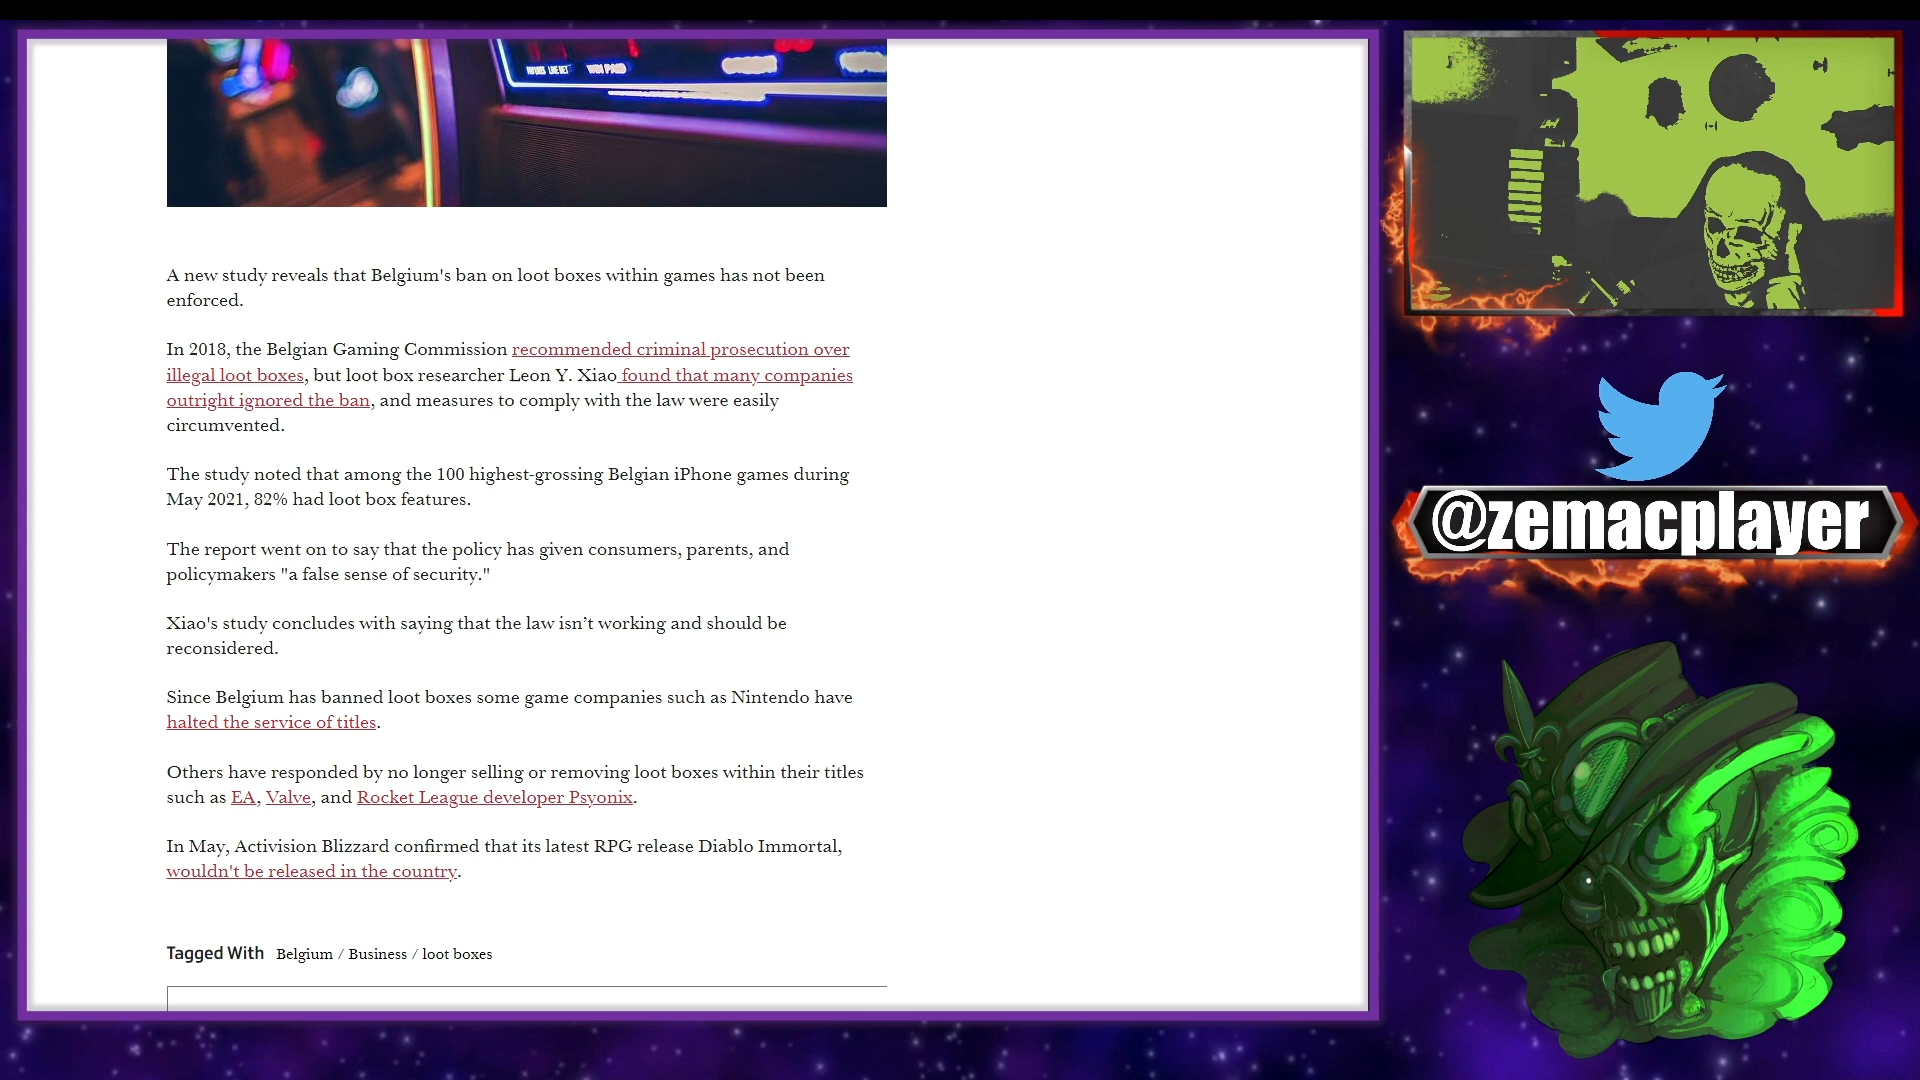 WIN PAID
A new study reveals that Belgium's ban on loot boxes within games has not been
enforced.
In 2018, the Belgian Gaming Commission recommended criminal prosecution over
illegal loot boxes, but loot box researcher Leon Y. Xiao found that many companies
outright ignored the ban, and measures to comply with the law were easily
circumvented.
The study noted that among the 100 highest-grossing Belgian iPhone games during
May 2021, 82% had loot box features.
The report went on to say that the policy has given consumers, parents, and
policymakers "a false sense of security."
Xiao's study concludes with saying that the law isn’t working and should be
reconsidered.
Since Belgium has banned loot boxes some game companies such as Nintendo have
halted the service of titles.
Others have responded by no longer selling or removing loot boxes within their titles
such as EA, Valve, and Rocket League developer Psyonix.
In May, Activision Blizzard confirmed that its latest RPG release Diablo Immortal,
wouldn't be released in the country.
Tagged With Belgium / Business / loot boxes
@zemacplayer